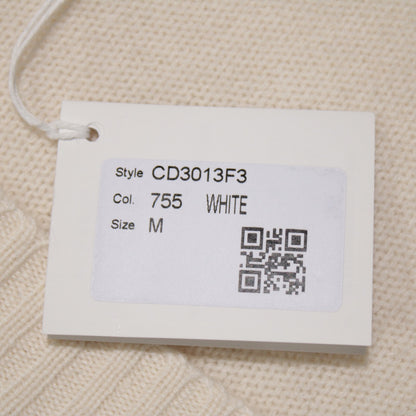 Style CD3013F3
Col. 755 WHITE
Size M